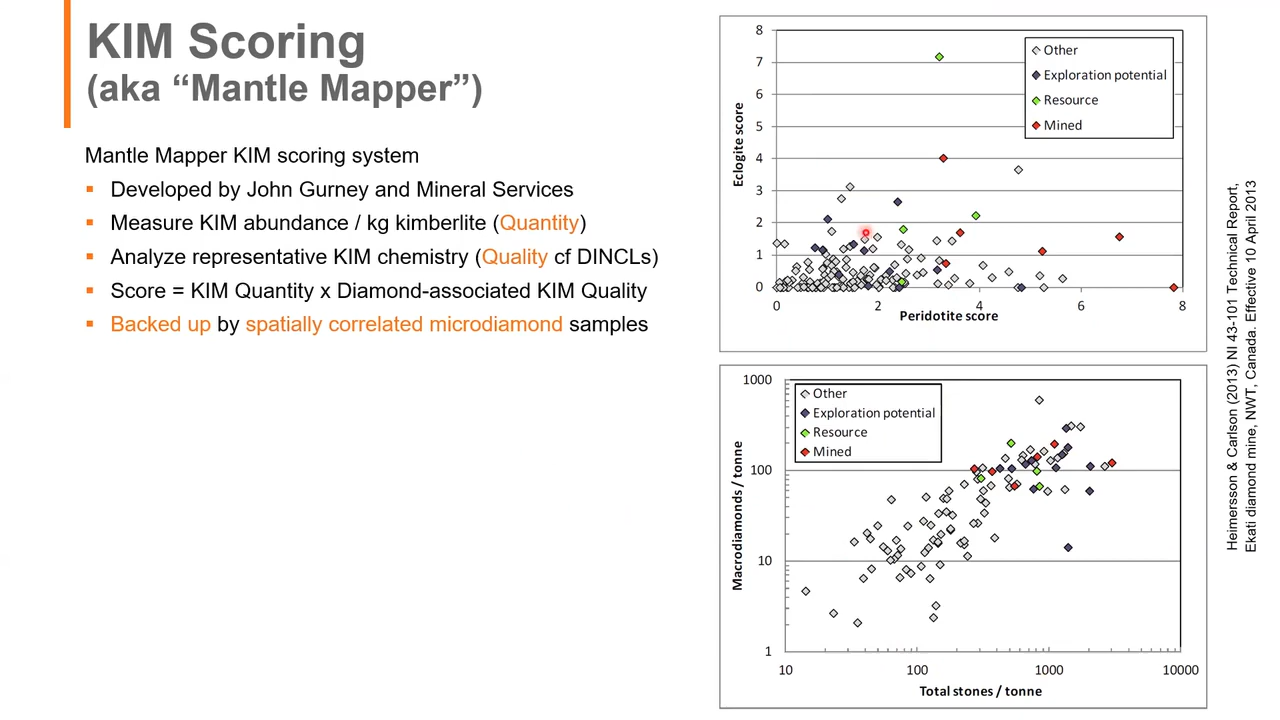 KIM Scoring
(aka “Mantle Mapper”)
Mantle Mapper KIM scoring system
Developed by John Gurney and Mineral Services
Measure KIM abundance / kg kimberlite (Quantity)
Analyze representative KIM chemistry (Quality cf DINCLs)
Score = KIM Quantity x Diamond-associated KIM Quality
Backed up by spatially correlated microdiamond samples
8
7
6
5
4
3
2
1
0
Eclogite score
Other
Exploration potential
Resource
Mined
0 2 4 6 8
Peridotite score
1000
100
10
1
Macrodiamonds / tonne
Other
Exploration potential
Resource
Mined
10 100 1000 10000
Total stones / tonne
Heimersson & Carlson (2013) NI 43-101 Technical Report,
Ekati diamond mine, NWT, Canada. Effective 10 April 2013